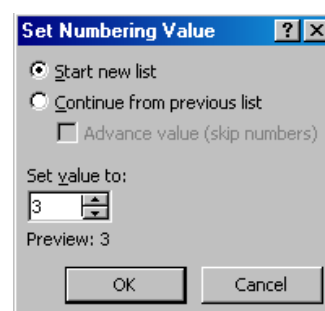 Set Numbering Value ? X
Start new list
Continue from previous list
Advance value (skip numbers)
Set value to:
3
Preview: 3
OK Cancel